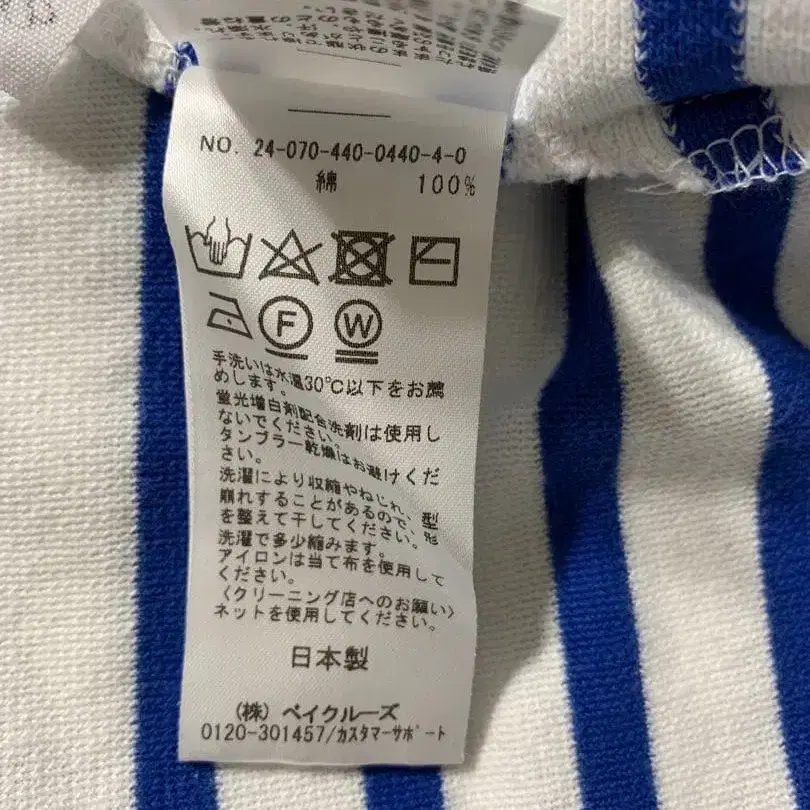 NO. 24-070-440-0440-4-0
綿 100%
F W
手洗いは水温30℃以下をお薦
めします。
蛍光増白剤配合洗剤は使用し
ないでください。
タンブラー乾燥はお避けくだ
さい。
洗濯により収縮やねじれ、型
崩れすることがあるので、形
を整えて干してください。
洗濯で多少縮みます。
アイロンは当て布を使用して
ください。
〈クリーニング店へのお願い〉
ネットを使用してください。
日本製
(株) ベイクルーズ
0120-301457/カスタマーサポート